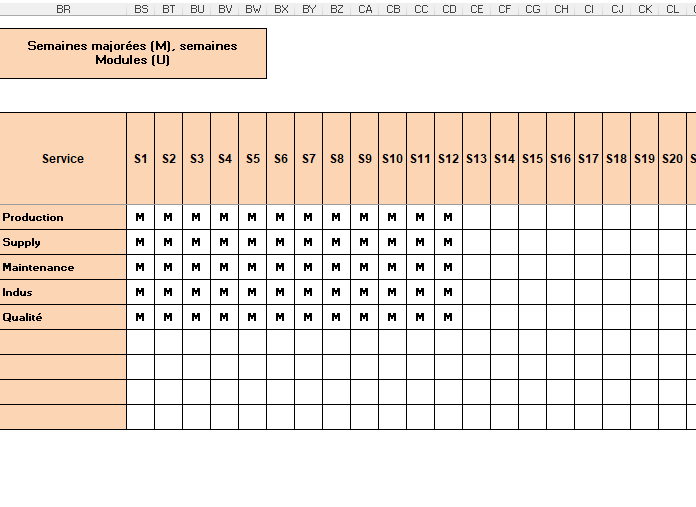 BR BS BT BU BV BW BX BY BZ CA CB CC CD CE CF CG CH CI CJ CK CL
Semaines majorées (M), semaines
Modules (U)
Service S1 S2 S3 S4 S5 S6 S7 S8 S9 S10 S11 S12 S13 S14 S15 S16 S17 S18 S19 S20
Production M M M M M M M M M M M M
Supply M M M M M M M M M M M M
Maintenance M M M M M M M M M M M M
Indus M M M M M M M M M M M M
Qualité M M M M M M M M M M M M